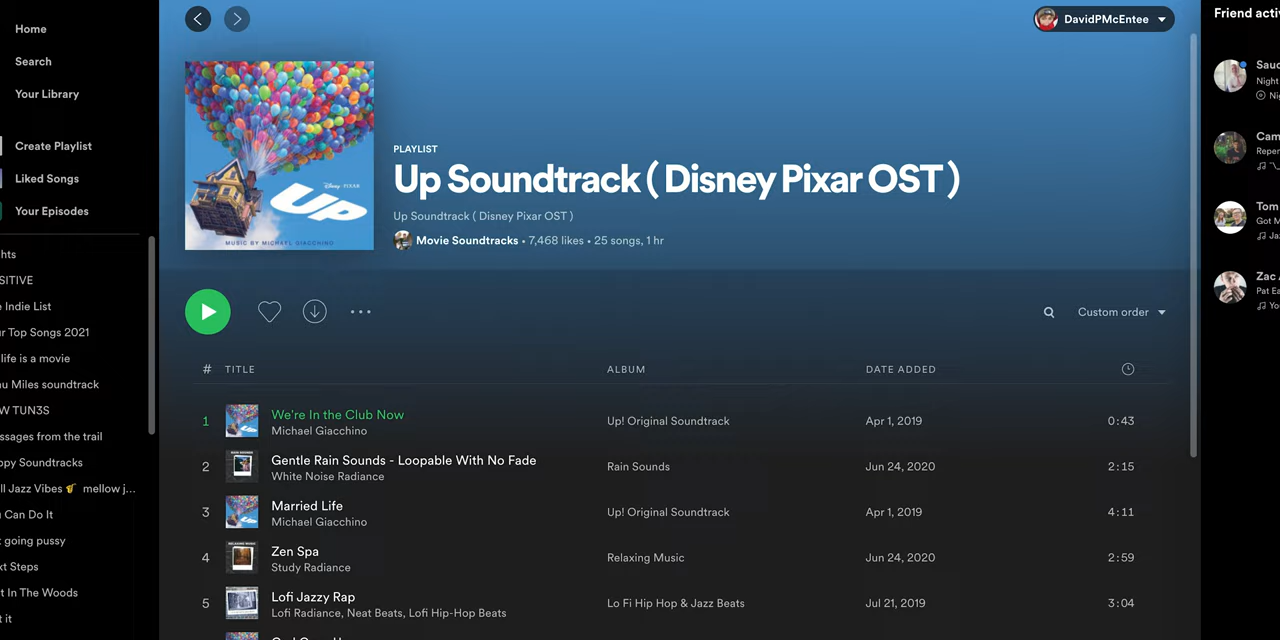 Home
Search
Your Library
Create Playlist
Liked Songs
Your Episodes
hts
SITIVE
e Indie List
ur Top Songs 2021
life is a movie
au Miles soundtrack
W TUN3S
ssages from the trail
ppy Soundtracks
ll Jazz Vibes 🎷 mellow j...
u Can Do It
t going pussy
xt Steps
st In The Woods
t it
DavidPMcEntee
Disney · PIXAR
UP
MUSIC BY MICHAEL GIACCHINO
PLAYLIST
Up Soundtrack ( Disney Pixar OST )
Up Soundtrack ( Disney Pixar OST )
Movie Soundtracks • 7,468 likes • 25 songs, 1 hr
Custom order
# TITLE ALBUM DATE ADDED
1 We're In the Club Now Up! Original Soundtrack Apr 1, 2019 0:43
Michael Giacchino
2 Gentle Rain Sounds - Loopable With No Fade Rain Sounds Jun 24, 2020 2:15
White Noise Radiance
3 Married Life Up! Original Soundtrack Apr 1, 2019 4:11
Michael Giacchino
4 Zen Spa Relaxing Music Jun 24, 2020 2:59
Study Radiance
5 Lofi Jazzy Rap Lo Fi Hip Hop & Jazz Beats Jul 21, 2019 3:04
Lofi Radiance, Neat Beats, Lofi Hip-Hop Beats
Friend activ
Sauc
Night
Nig
Cam
Reper
Tom
Got M
Jaz
Zac
Pat Ea
Yo